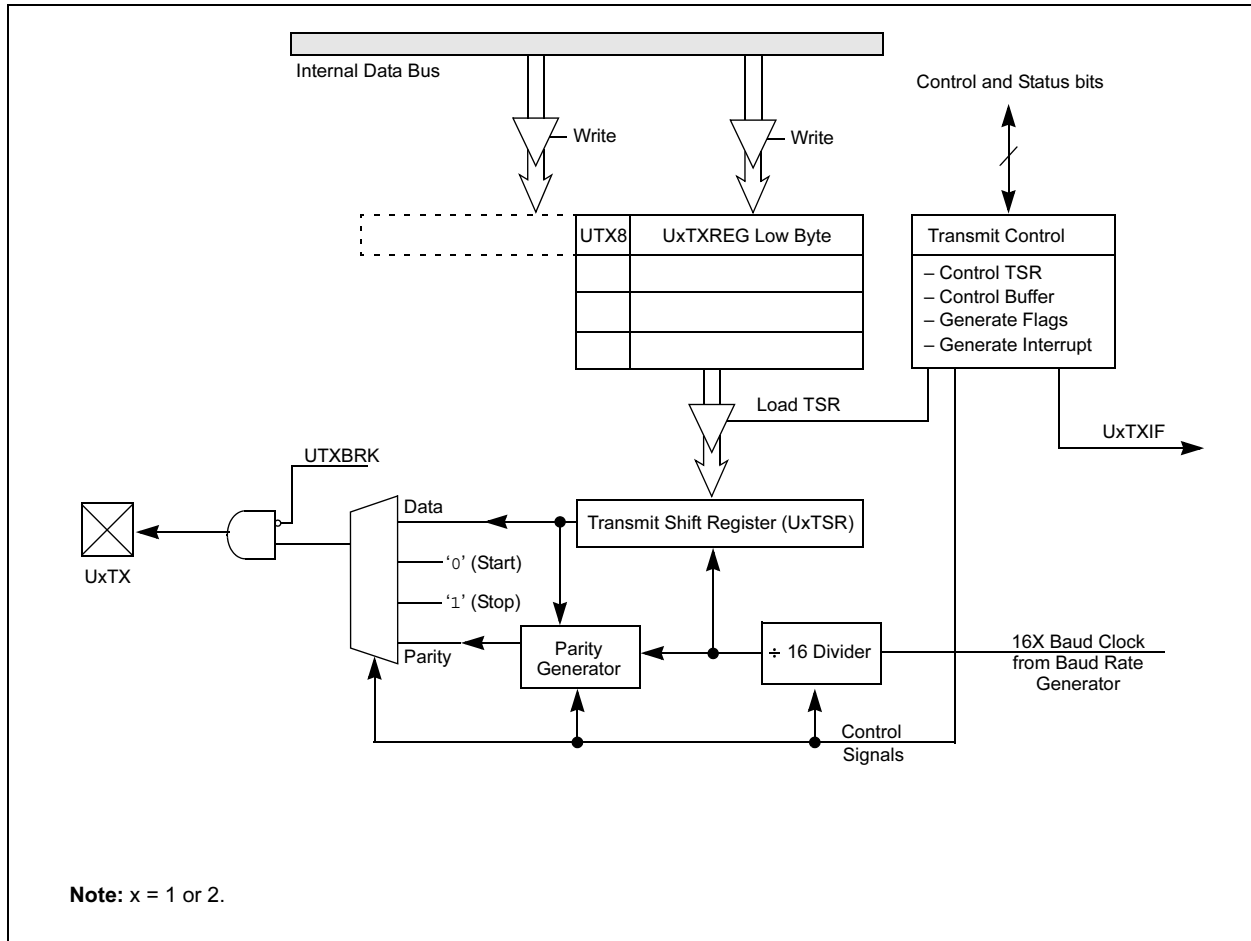 Internal Data Bus
Control and Status bits
Write
Write
UTX8
UxTXREG Low Byte
Transmit Control
– Control TSR
– Control Buffer
– Generate Flags
– Generate Interrupt
Load TSR
UxTXIF
UTXBRK
Data
Transmit Shift Register (UxTSR)
UxTX
‘0’ (Start)
‘1’ (Stop)
Parity
Parity
Generator
÷ 16 Divider
16X Baud Clock
from Baud Rate
Generator
Control
Signals
Note: x = 1 or 2.